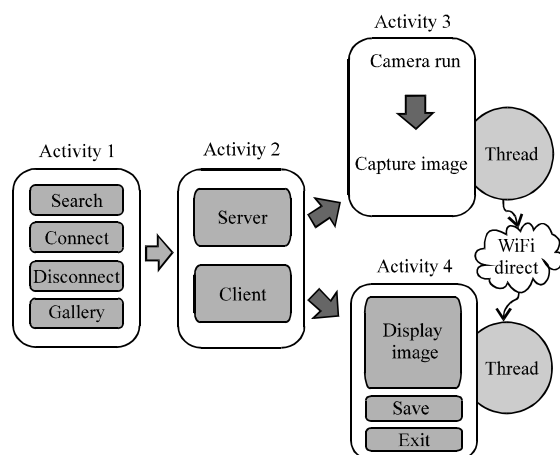 Activity 1
Search
Connect
Disconnect
Gallery
Activity 2
Server
Client
Activity 3
Camera run
Capture image
Thread
WiFi
direct
Activity 4
Display
image
Save
Exit
Thread